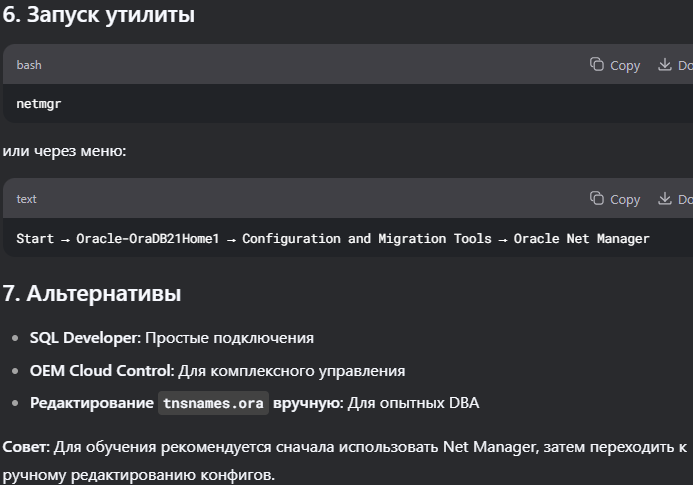 6. Запуск утилиты
bash
Copy
Do
netmgr
или через меню:
text
Copy
Do
Start → Oracle-OraDB21Home1 → Configuration and Migration Tools → Oracle Net Manager
7. Альтернативы
SQL Developer: Простые подключения
OEM Cloud Control: Для комплексного управления
Редактирование tnsnames.ora вручную: Для опытных DBA
Совет: Для обучения рекомендуется сначала использовать Net Manager, затем переходить к
ручному редактированию конфигов.